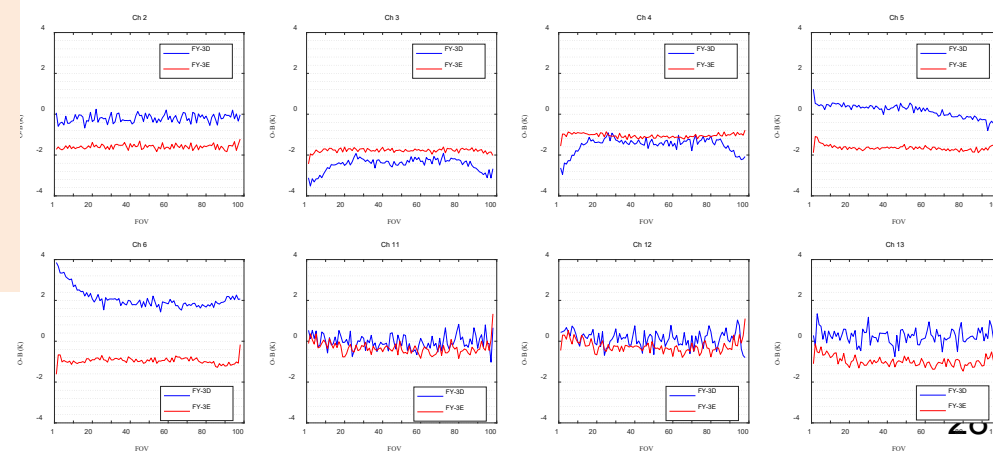 Ch 2
4
2
0
-2
-4
O-B(K)
FY-3D
FY-3E
1 20 40 60 80 100
FOV
Ch 3
4
2
0
-2
-4
O-B(K)
FY-3D
FY-3E
1 20 40 60 80 100
FOV
Ch 4
4
2
0
-2
-4
O-B(K)
FY-3D
FY-3E
1 20 40 60 80 100
FOV
Ch 5
4
2
0
-2
-4
O-B(K)
FY-3D
FY-3E
1 20 40 60 80
FOV
Ch 6
4
2
0
-2
-4
O-B(K)
FY-3D
FY-3E
1 20 40 60 80 100
FOV
Ch 11
4
2
0
-2
-4
O-B(K)
FY-3D
FY-3E
1 20 40 60 80 100
FOV
Ch 12
4
2
0
-2
-4
O-B(K)
FY-3D
FY-3E
1 20 40 60 80 100
FOV
Ch 13
4
2
0
-2
-4
O-B(K)
FY-3D
FY-3E
1 20 40 60 80
FOV